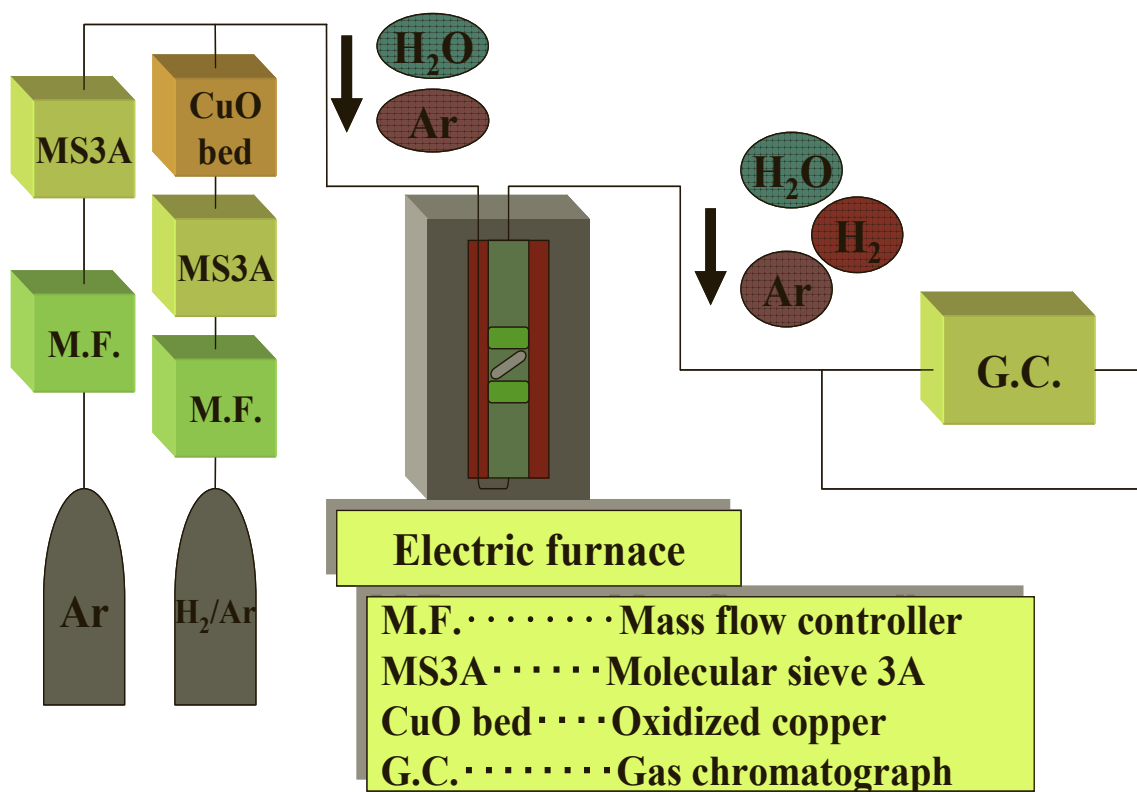 H₂O
Ar
CuO
bed
MS3A
MS3A
M.F.
M.F.
Ar
H₂/Ar
H₂O
H₂
Ar
G.C.
Electric furnace
M.F.········Mass flow controller
MS3A······Molecular sieve 3A
CuO bed····Oxidized copper
G.C.········Gas chromatograph